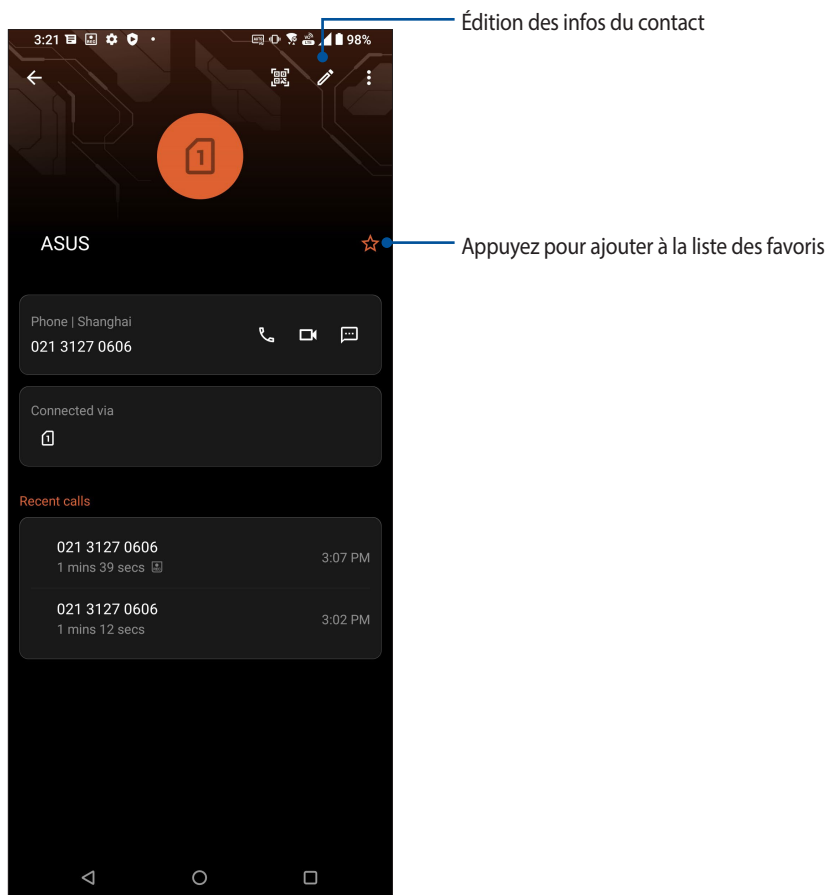 Édition des infos du contact
3:21 98%
1
ASUS
Appuyez pour ajouter à la liste des favoris
Phone | Shanghai
021 3127 0606
Connected via
1
Recent calls
021 3127 0606
1 mins 39 secs
3:07 PM
021 3127 0606
1 mins 12 secs
3:02 PM